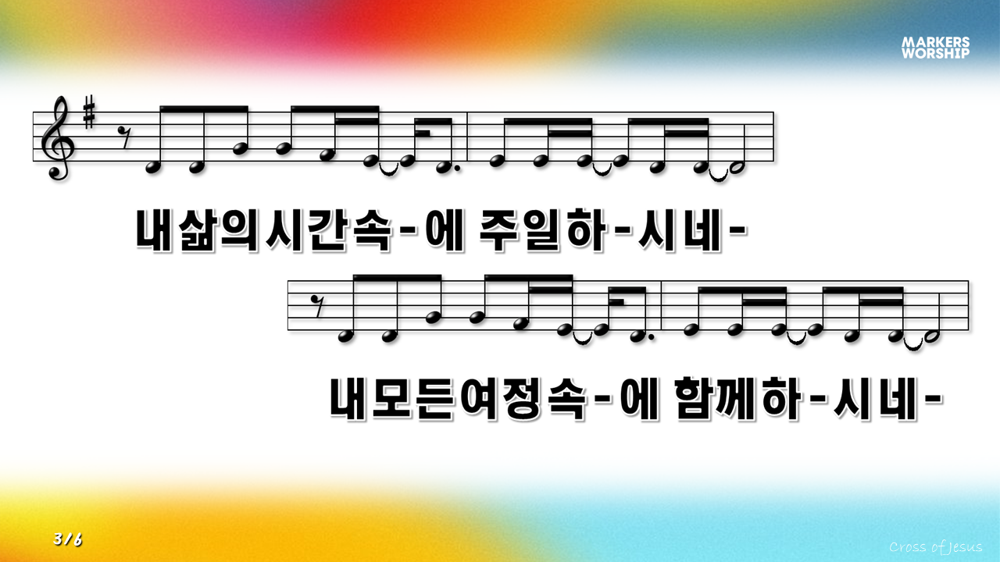 MARKERS
WORSHIP
내삶의시간속-에 주일하-시네-
내모든여정속-에 함께하-시네-
3/6
Cross of Jesus